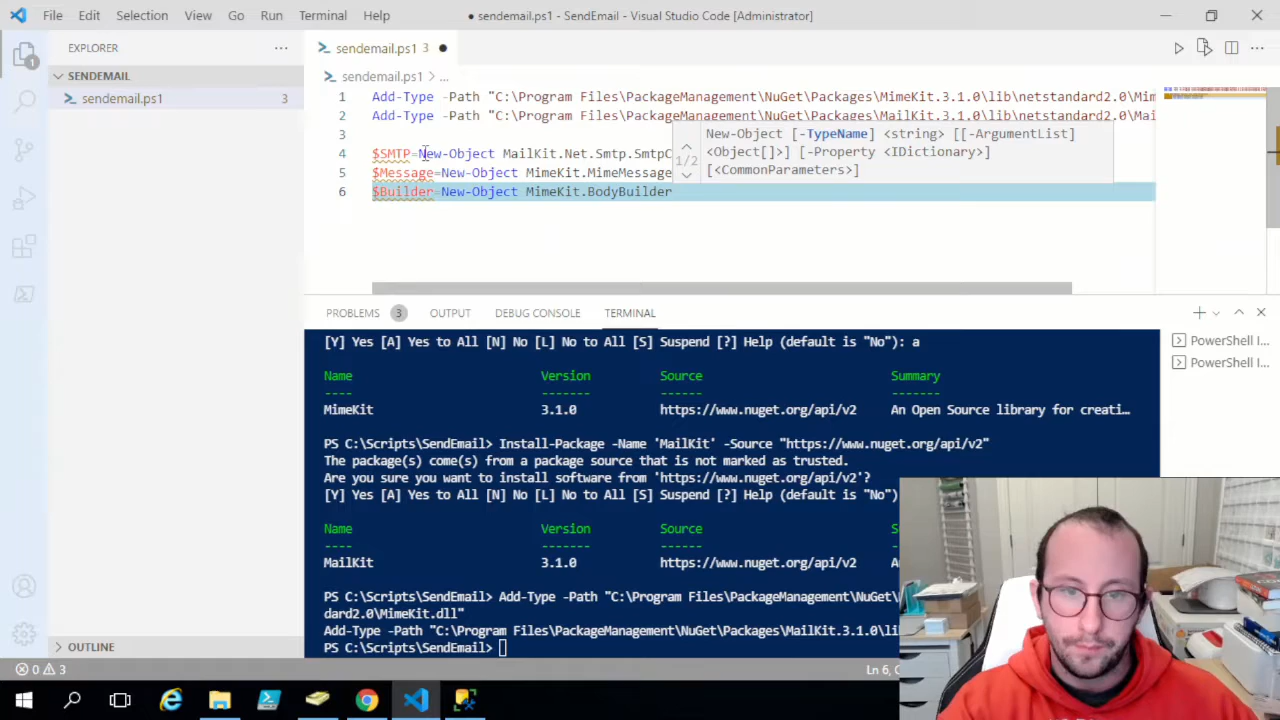 File Edit Selection View Go Run Terminal Help
● sendemail.ps1 - SendEmail - Visual Studio Code [Administrator]
EXPLORER
SENDEMAIL
sendemail.ps1 3
OUTLINE
1
sendemail.ps1 3 ●
sendemail.ps1 > ...
1 Add-Type -Path "C:\Program Files\PackageManagement\NuGet\Packages\MimeKit.3.1.0\lib\netstandard2.0\Mim
2 Add-Type -Path "C:\Program Files\PackageManagement\NuGet\Packages\MailKit.3.1.0\lib\netstandard2.0\Mai
3
4 $SMTP=New-Object MailKit.Net.Smtp.SmtpC
5 $Message=New-Object MimeKit.MimeMessage
6 $Builder=New-Object MimeKit.BodyBuilder
1/2
New-Object [-TypeName] <string> [[-ArgumentList]
<Object[]>] [-Property <IDictionary>]
[<CommonParameters>]
PROBLEMS 3 OUTPUT DEBUG CONSOLE TERMINAL
PowerShell I...
PowerShell I...
[Y] Yes [A] Yes to All [N] No [L] No to All [S] Suspend [?] Help (default is "No"): a
Name Version Source Summary
---- ------- ------ -------
MimeKit 3.1.0 https://www.nuget.org/api/v2 An Open Source library for creati…
PS C:\Scripts\SendEmail> Install-Package -Name 'MailKit' -Source "https://www.nuget.org/api/v2"
The package(s) come(s) from a package source that is not marked as trusted.
Are you sure you want to install software from 'https://www.nuget.org/api/v2'?
[Y] Yes [A] Yes to All [N] No [L] No to All [S] Suspend [?] Help (default is "No")
Name Version Source
---- ------- ------
MailKit 3.1.0 https://www.nuget.org/api/v2
PS C:\Scripts\SendEmail> Add-Type -Path "C:\Program Files\PackageManagement\NuGet\
dard2.0\MimeKit.dll"
Add-Type -Path "C:\Program Files\PackageManagement\NuGet\Packages\MailKit.3.1.0\li
PS C:\Scripts\SendEmail>
0 3
Ln 6,